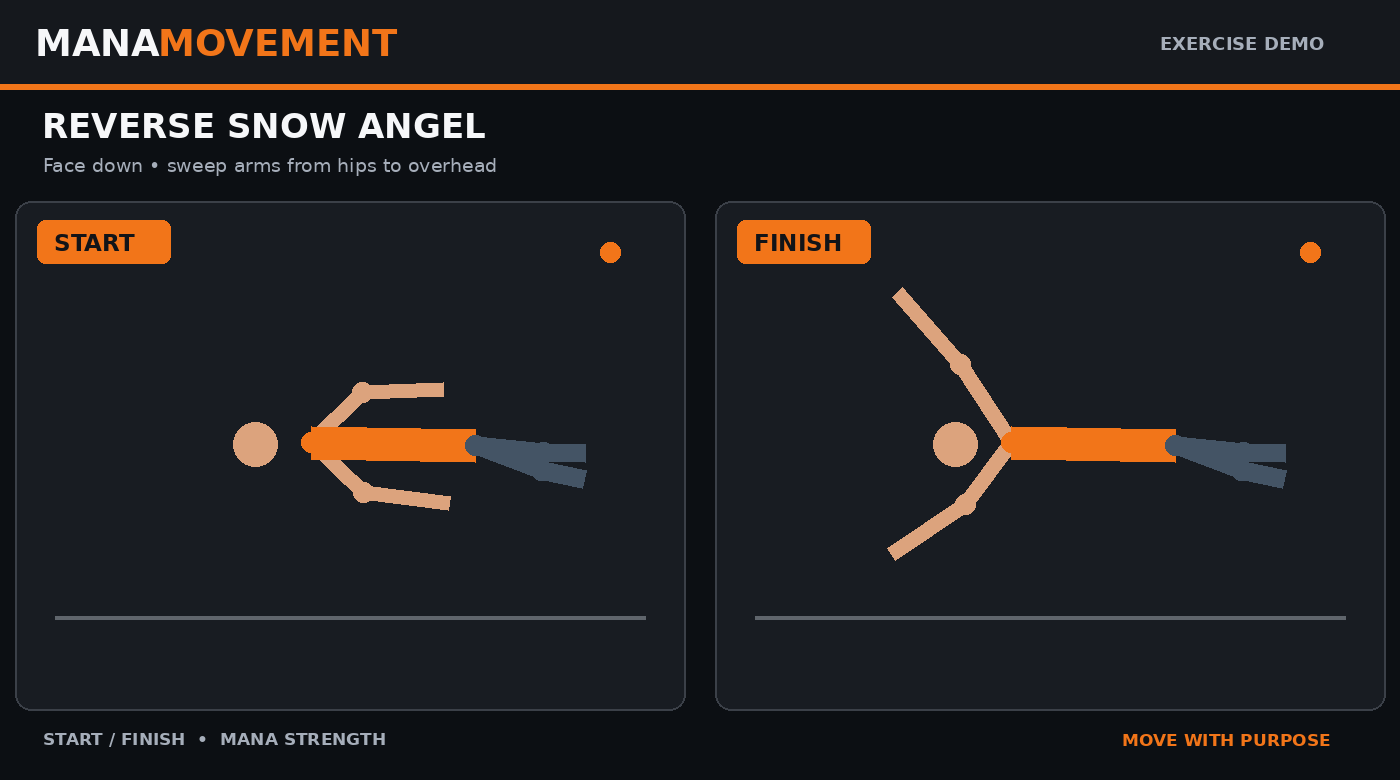 MANAMOVEMENT
EXERCISE DEMO
REVERSE SNOW ANGEL
Face down • sweep arms from hips to overhead
START
FINISH
START / FINISH • MANA STRENGTH
MOVE WITH PURPOSE